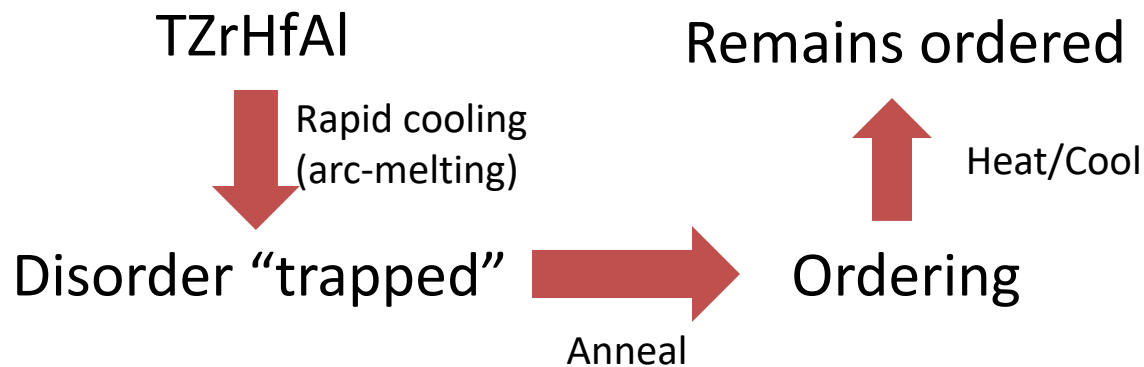 TZrHfAl
Rapid cooling
(arc-melting)
Disorder “trapped”
Anneal
Ordering
Heat/Cool
Remains ordered